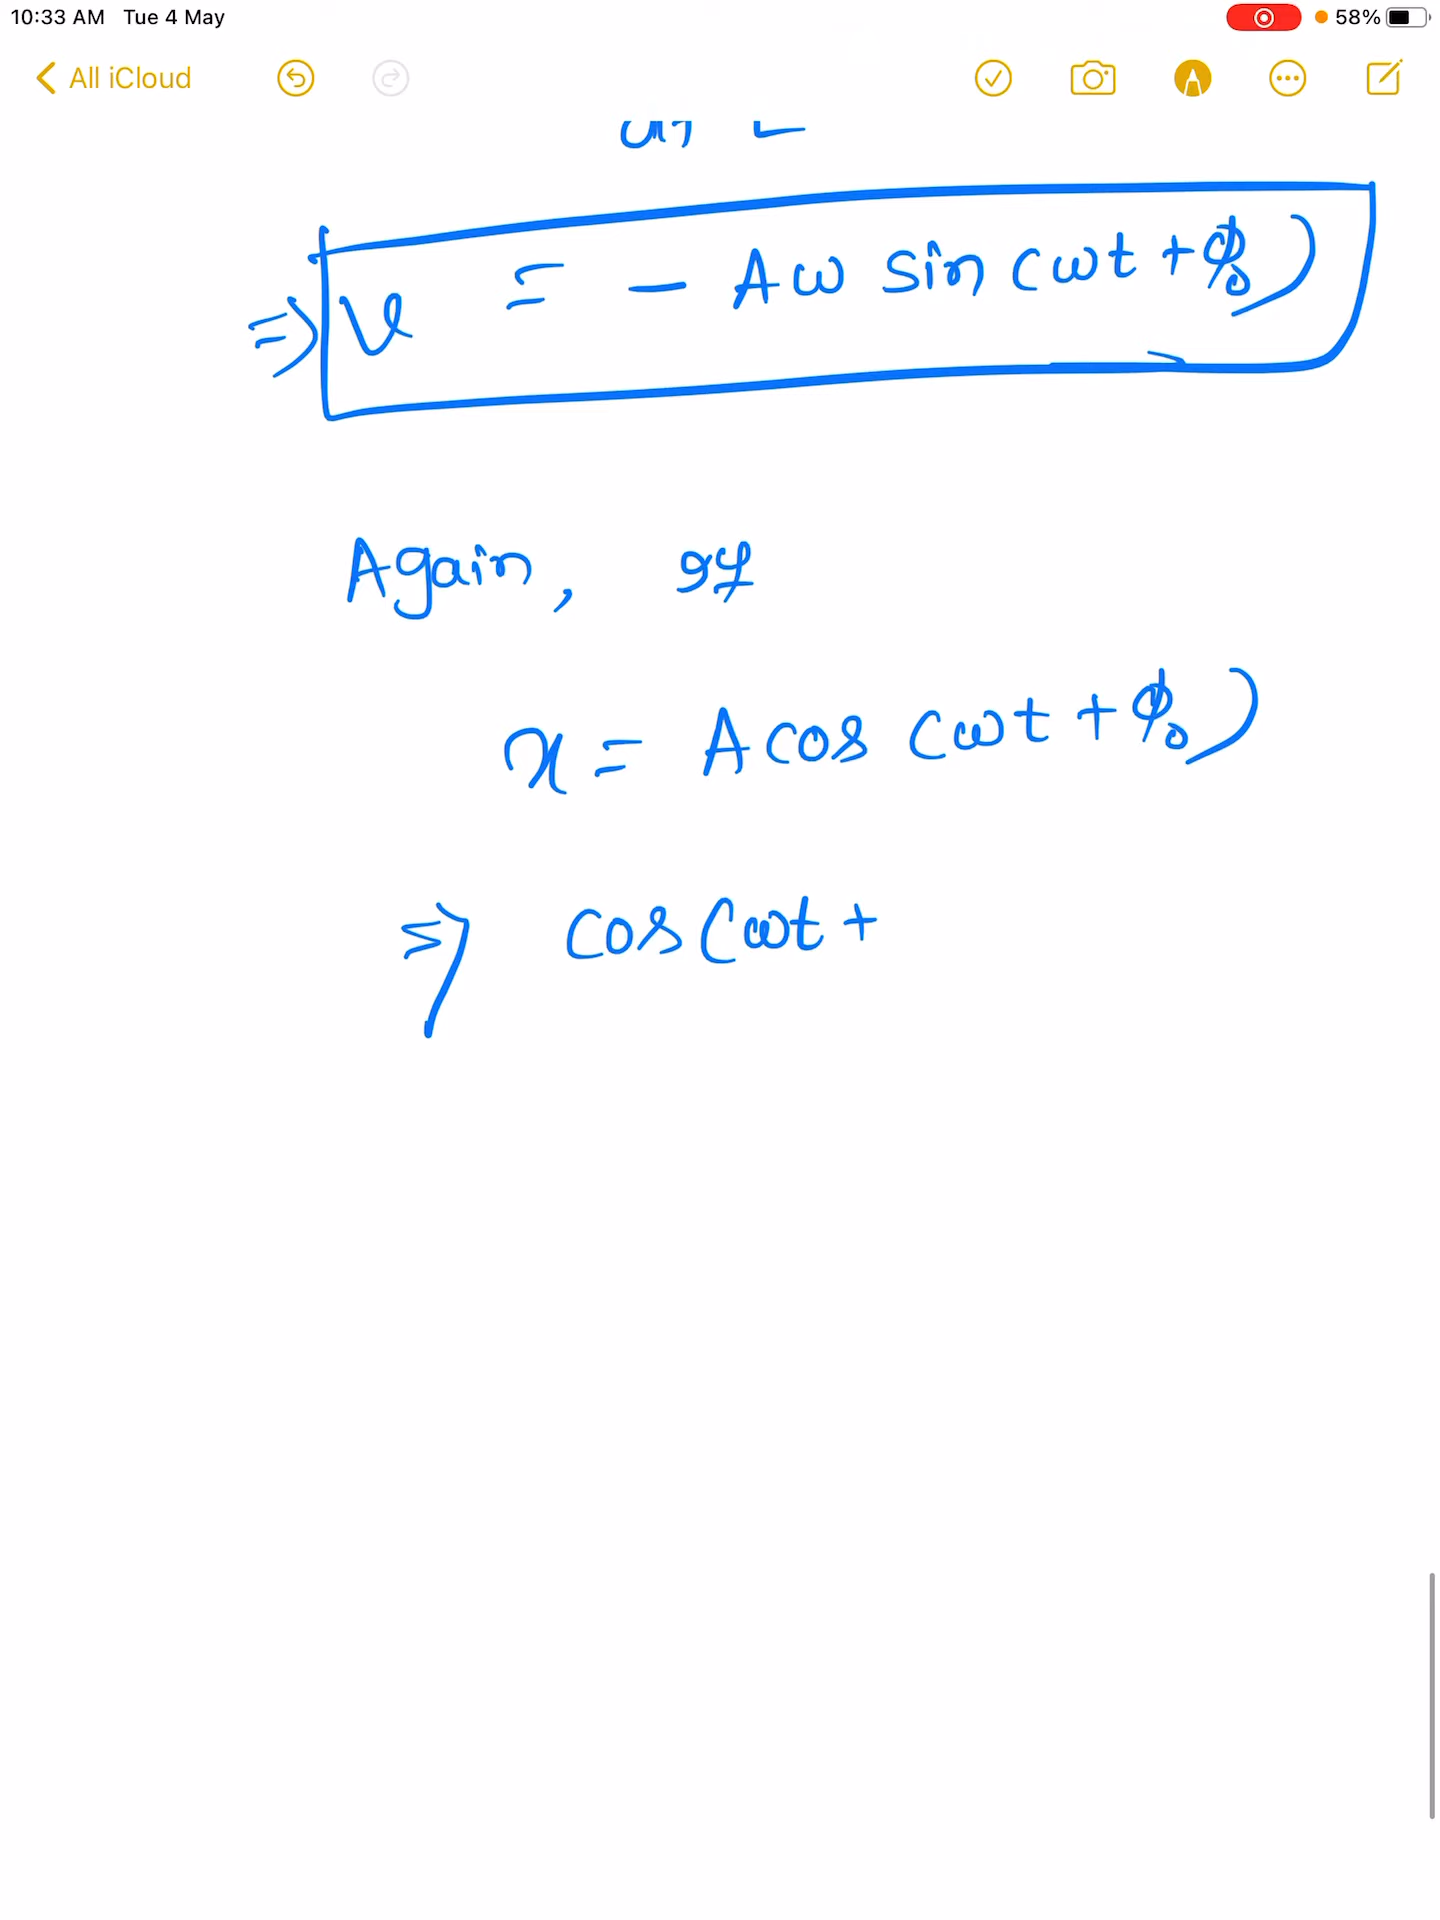 10:33 AM Tue 4 May 58%
All iCloud
⇒ v = - Aω sin (ωt + φ₀)
Again, if
x = A cos (ωt + φ₀)
⇒ cos (ωt +